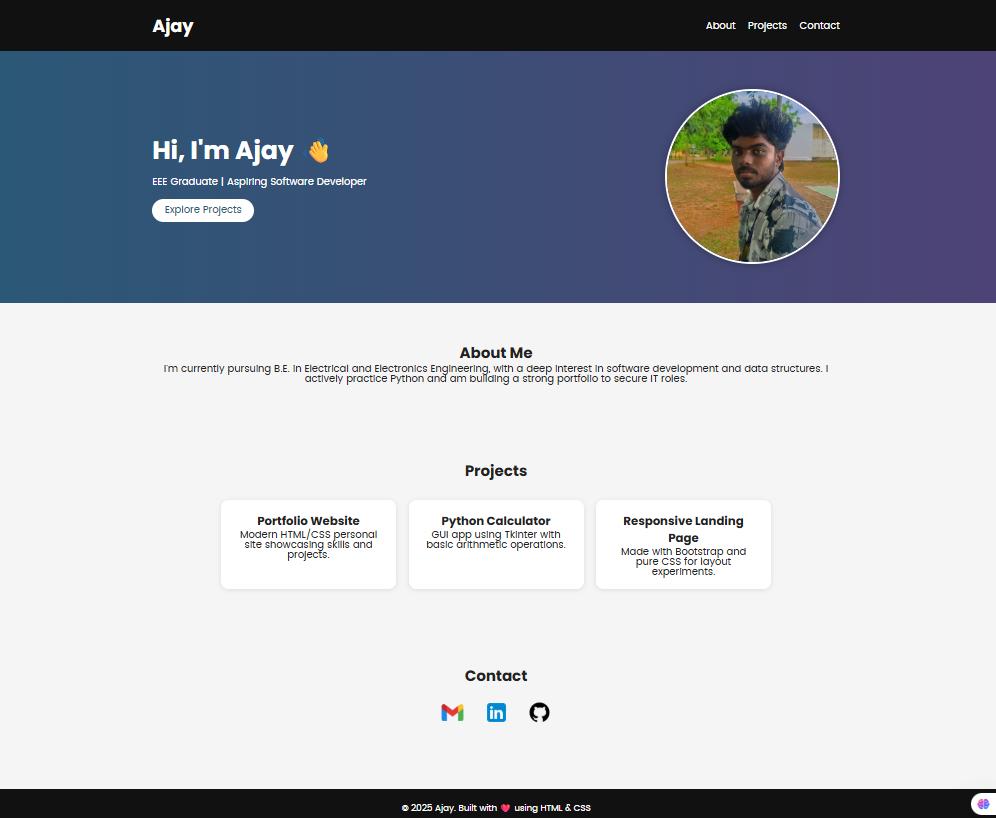 Ajay
About Projects Contact
Hi, I'm Ajay 👋
EEE Graduate | Aspiring Software Developer
Explore Projects
About Me
I'm currently pursuing B.E. in Electrical and Electronics Engineering, with a deep interest in software development and data structures. I
actively practice Python and am building a strong portfolio to secure IT roles.
Projects
Portfolio Website
Modern HTML/CSS personal
site showcasing skills and
projects.
Python Calculator
GUI app using Tkinter with
basic arithmetic operations.
Responsive Landing
Page
Made with Bootstrap and
pure CSS for layout
experiments.
Contact
in
© 2025 Ajay. Built with ❤️ using HTML & CSS